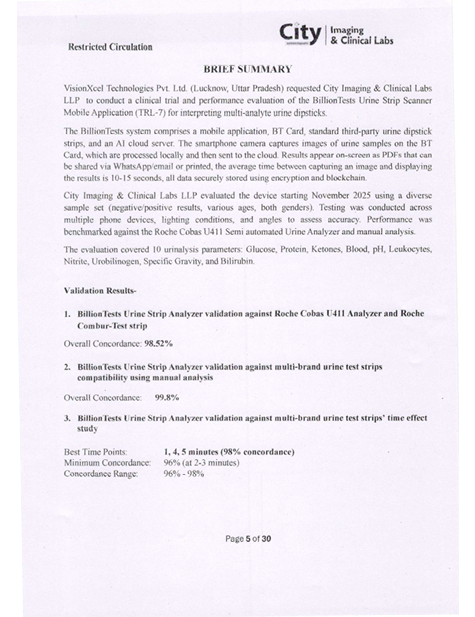 City Imaging
& Clinical Labs
Restricted Circulation
BRIEF SUMMARY
VisionXcel Technologies Pvt. Ltd. (Lucknow, Uttar Pradesh) requested City Imaging & Clinical Labs
LLP to conduct a clinical trial and performance evaluation of the BillionTests Urine Strip Scanner
Mobile Application (TRL-7) for interpreting multi-analyte urine dipsticks.
The BillionTests system comprises a mobile application, BT Card, standard third-party urine dipstick
strips, and an AI cloud server. The smartphone camera captures images of urine samples on the BT
Card, which are processed locally and then sent to the cloud. Results appear on-screen as PDFs that can
be shared via WhatsApp/email or printed, the average time between capturing an image and displaying
the results is 10-15 seconds, all data securely stored using encryption and blockchain.
City Imaging & Clinical Labs LLP evaluated the device starting November 2025 using a diverse
sample set (negative/positive results, various ages, both genders). Testing was conducted across
multiple phone devices, lighting conditions, and angles to assess accuracy. Performance was
benchmarked against the Roche Cobas U411 Semi automated Urine Analyzer and manual analysis.
The evaluation covered 10 urinalysis parameters: Glucose, Protein, Ketones, Blood, pH, Leukocytes,
Nitrite, Urobilinogen, Specific Gravity, and Bilirubin.
Validation Results-
1. BillionTests Urine Strip Analyzer validation against Roche Cobas U411 Analyzer and Roche
Combur-Test strip
Overall Concordance: 98.52%
2. BillionTests Urine Strip Analyzer validation against multi-brand urine test strips
compatibility using manual analysis
Overall Concordance: 99.8%
3. BillionTests Urine Strip Analyzer validation against multi-brand urine test strips' time effect
study
Best Time Points: 1, 4, 5 minutes (98% concordance)
Minimum Concordance: 96% (at 2-3 minutes)
Concordance Range: 96% - 98%
Page 5 of 30